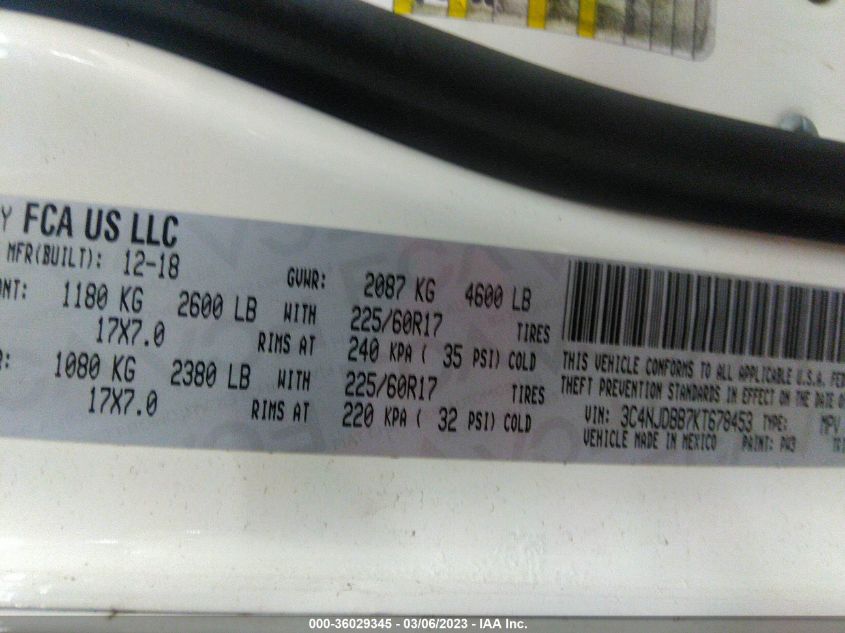 Y FCA US LLC
MFR(BUILT): 12-18 GVWR: 2087 KG 4600 LB
NT: 1180 KG 2600 LB WITH 225/60R17 TIRES
17X7.0 RIMS AT 240 KPA ( 35 PSI) COLD
: 1080 KG 2380 LB WITH 225/60R17 TIRES
17X7.0 RIMS AT 220 KPA ( 32 PSI) COLD
THIS VEHICLE CONFORMS TO ALL APPLICABLE U.S.A. FED
THEFT PREVENTION STANDARDS IN EFFECT ON THE DATE O
VIN: 3C4NJDBB7KT678453 TYPE: MPV
VEHICLE MADE IN MEXICO PAINT: PW3 TRI
000-36029345 - 03/06/2023 - IAA Inc.